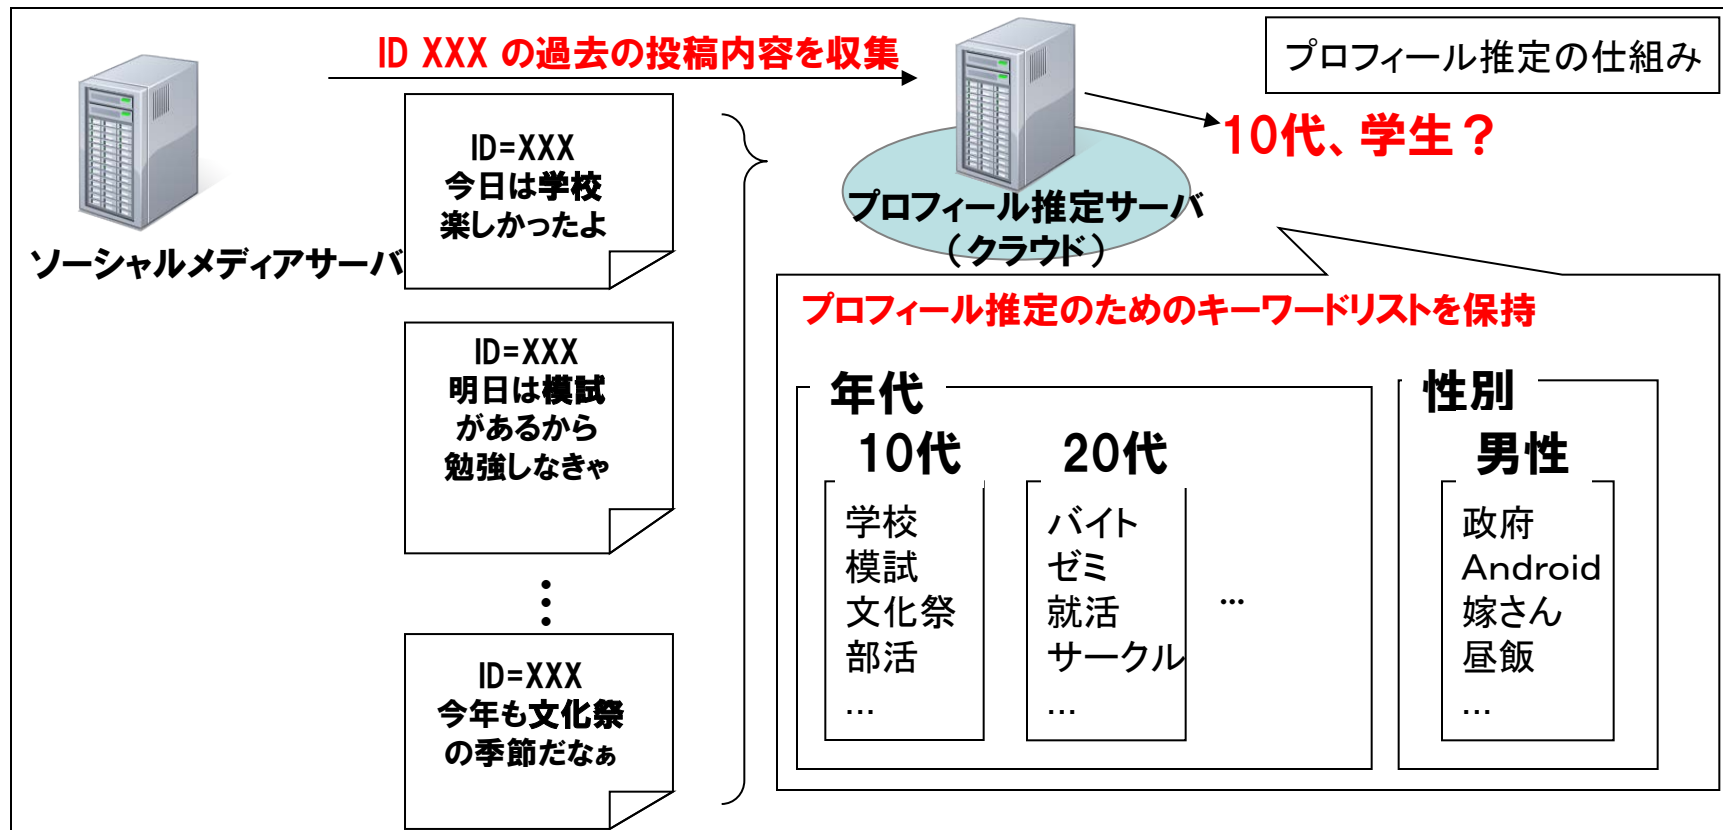 プロフィール推定の仕組み
ID XXX の過去の投稿内容を収集
ソーシャルメディアサーバ
ID=XXX
今日は学校
楽しかったよ
ID=XXX
明日は模試
があるから
勉強しなきゃ
⋮
ID=XXX
今年も文化祭
の季節だなぁ
プロフィール推定サーバ
（クラウド）
10代、学生？
プロフィール推定のためのキーワードリストを保持
年代
10代
学校
模試
文化祭
部活
…
20代
バイト
ゼミ
就活
サークル
…
…
性別
男性
政府
Android
嫁さん
昼飯
…